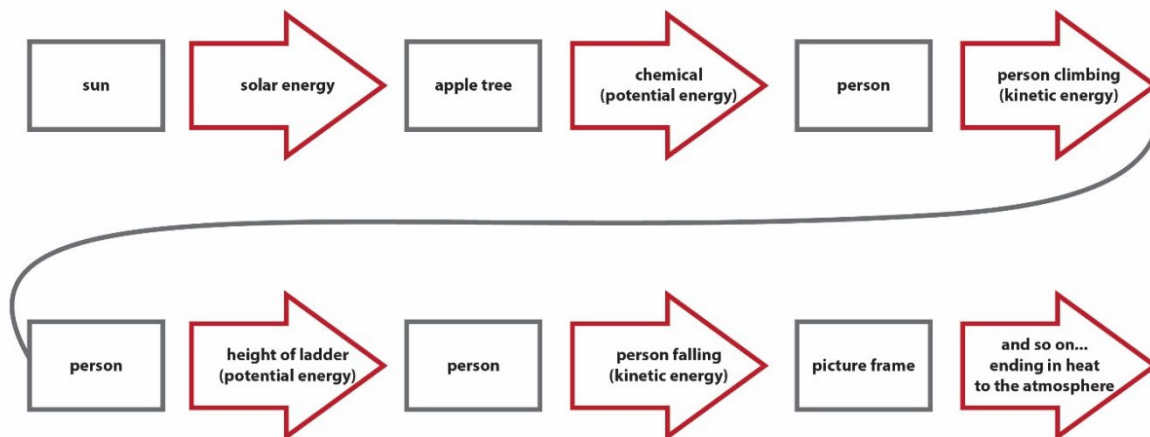 sun
solar energy
apple tree
chemical
(potential energy)
person
person climbing
(kinetic energy)
person
height of ladder
(potential energy)
person
person falling
(kinetic energy)
picture frame
and so on...
ending in heat
to the atmosphere